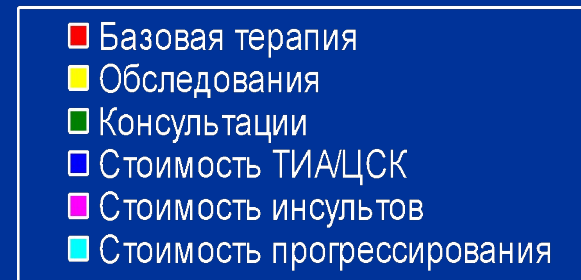 Базовая терапия
Обследования
Консультации
Стоимость ТИА/ЦСК
Стоимость инсультов
Стоимость прогрессирования